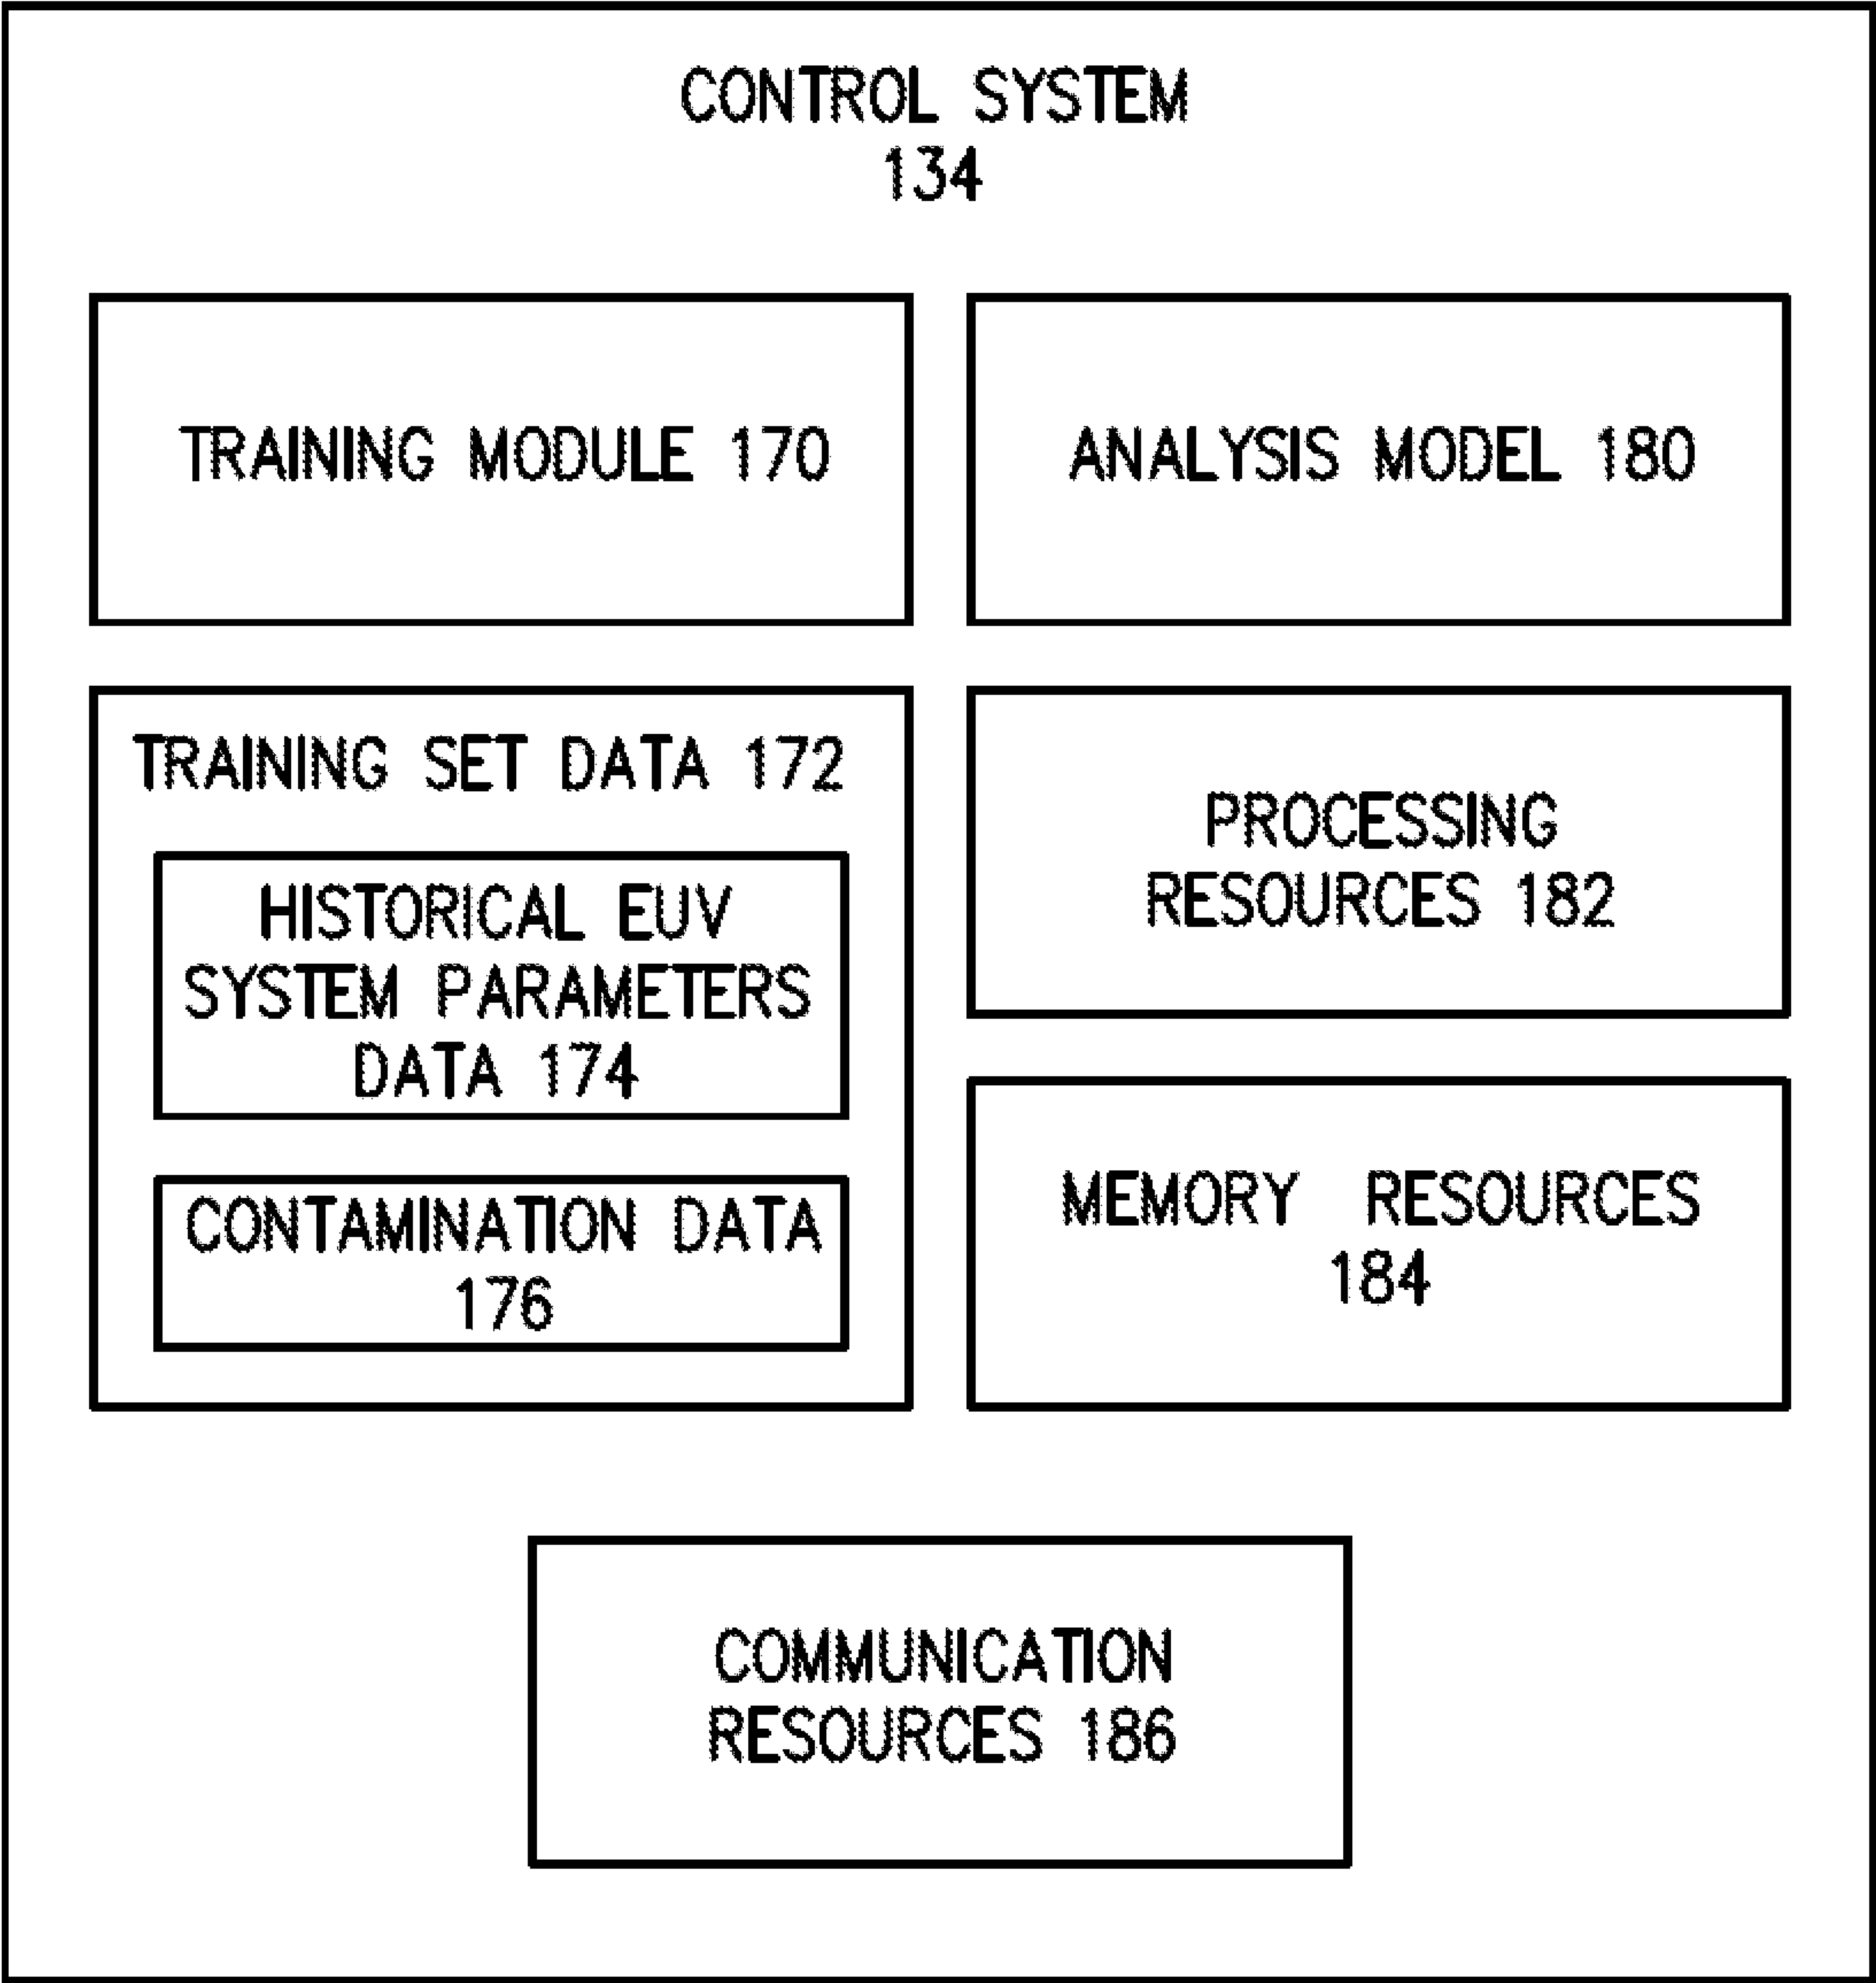 CONTROL SYSTEM
134
TRAINING MODULE 170
ANALYSIS MODEL 180
TRAINING SET DATA 172
HISTORICAL EUV
SYSTEM PARAMETERS
DATA 174
CONTAMINATION DATA
176
PROCESSING
RESOURCES 182
MEMORY RESOURCES
184
COMMUNICATION
RESOURCES 186